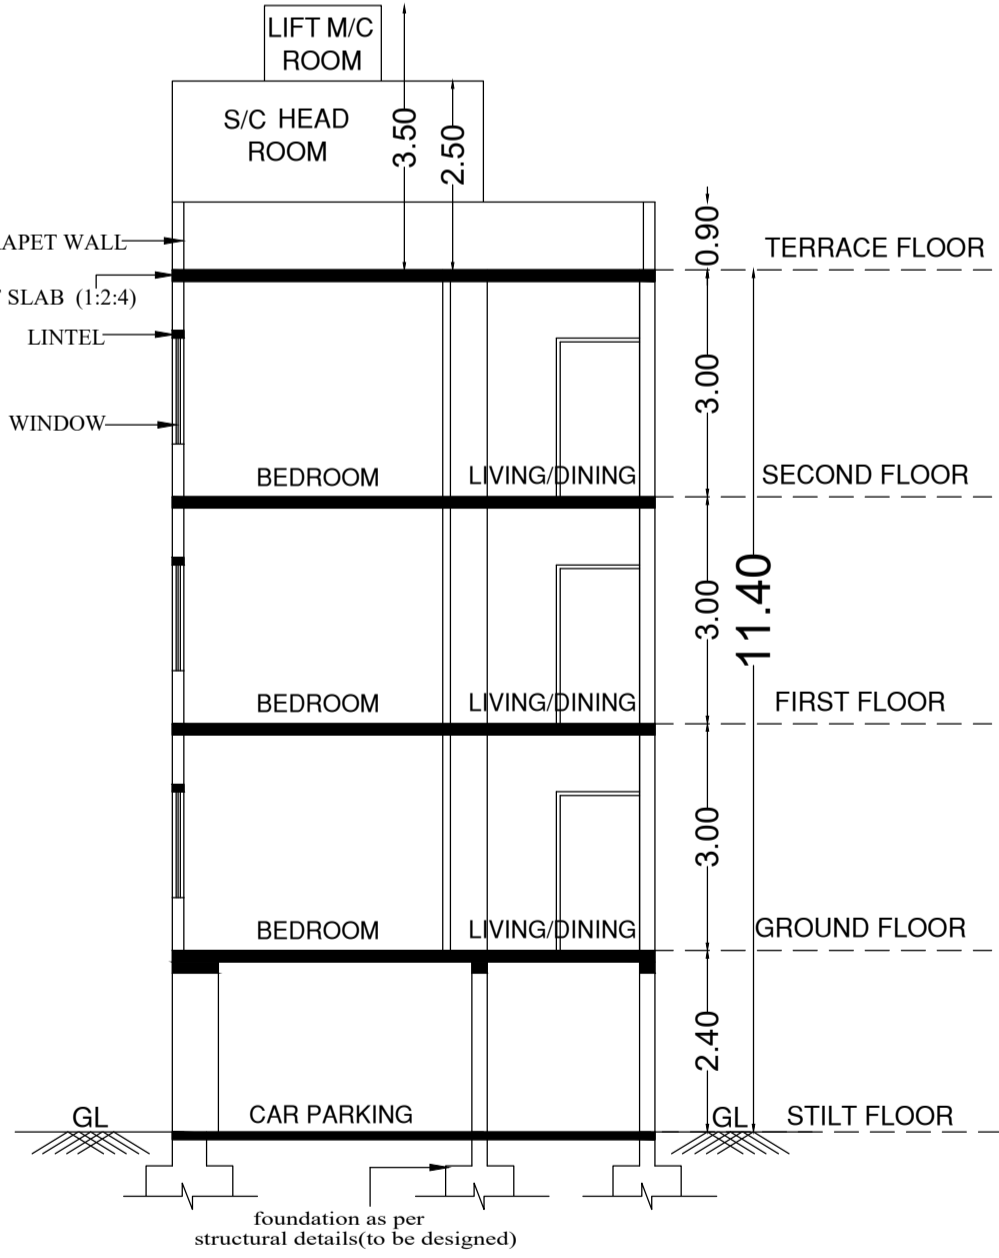 LIFT M/C
ROOM
S/C HEAD
ROOM
3.50
2.50
0.90
APET WALL
TERRACE FLOOR
SLAB (1:2:4)
LINTEL
3.00
WINDOW
BEDROOM
LIVING/DINING
SECOND FLOOR
3.00
11.40
BEDROOM
LIVING/DINING
FIRST FLOOR
3.00
BEDROOM
LIVING/DINING
GROUND FLOOR
2.40
GL
CAR PARKING
GL
STILT FLOOR
foundation as per
structural details(to be designed)